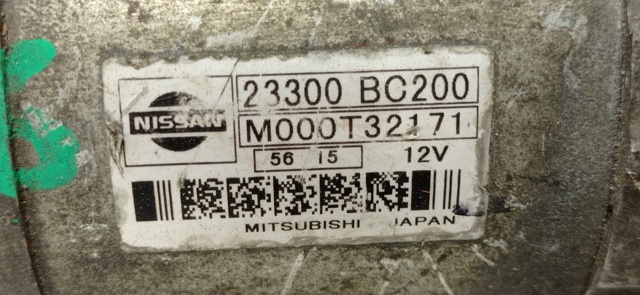 NISSAN
23300 BC200
M000T32171
56 15 12V
MITSUBISHI JAPAN